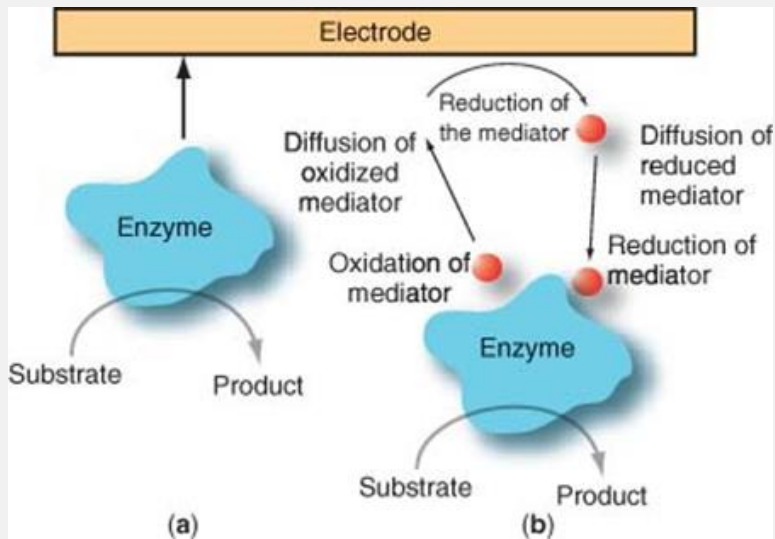 Electrode
Enzyme
Substrate
Product
(a)
Reduction of
the mediator
Diffusion of
oxidized
mediator
Diffusion of
reduced
mediator
Oxidation of
mediator
Reduction of
mediator
Enzyme
Substrate
Product
(b)